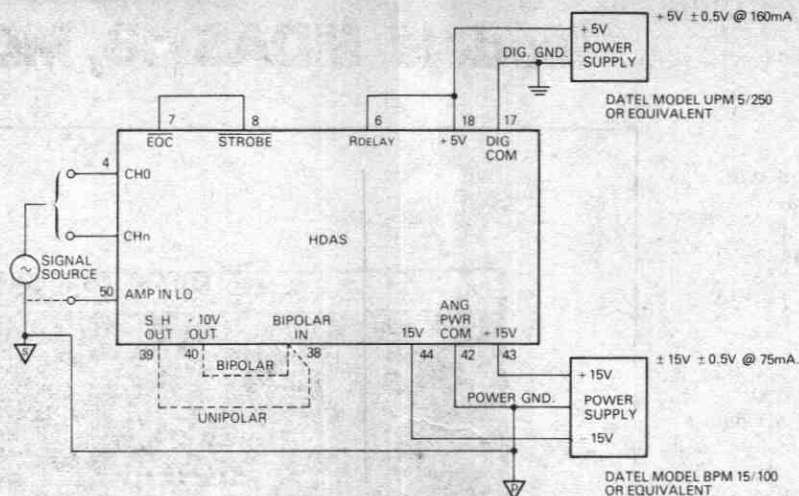 +5V ±0.5V @ 160mA
+5V
POWER
SUPPLY
DIG. GND.
DATEL MODEL UPM 5/250
OR EQUIVALENT
7
8
6
18
17
EOC
STROBE
RDELAY
+5V
DIG
COM
4
CH0
CHn
HDAS
SIGNAL
SOURCE
50
AMP IN LO
S H
OUT
- 10V
OUT
BIPOLAR
IN
15V
ANG
PWR
COM
+15V
39
40
38
44
42
43
BIPOLAR
UNIPOLAR
±15V ±0.5V @ 75mA.
+15V
POWER GND.
POWER
SUPPLY
-15V
S
P
DATEL MODEL BPM 15/100
OR EQUIVALENT